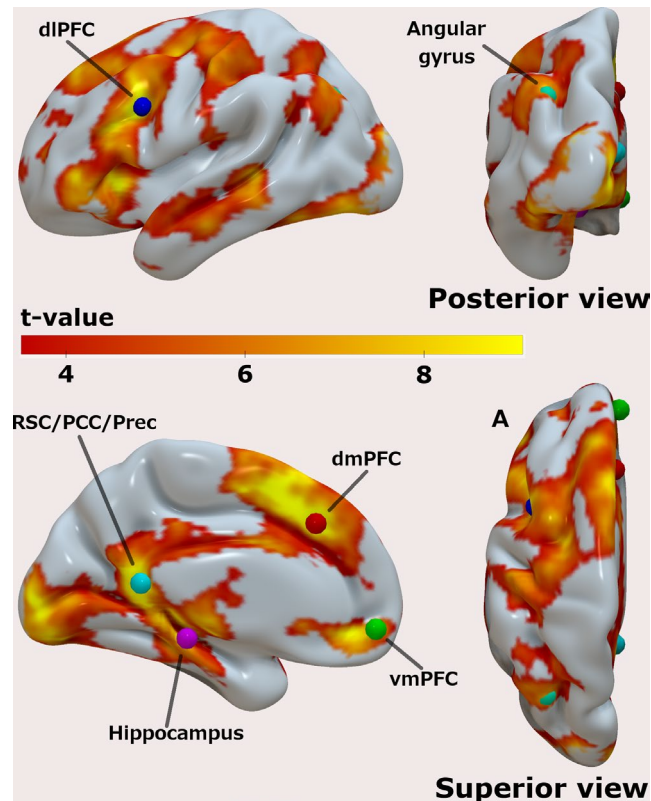 dlPFC
Angular
gyrus
Posterior view
t-value
4 6 8
RSC/PCC/Prec
A
dmPFC
vmPFC
Hippocampus
Superior view